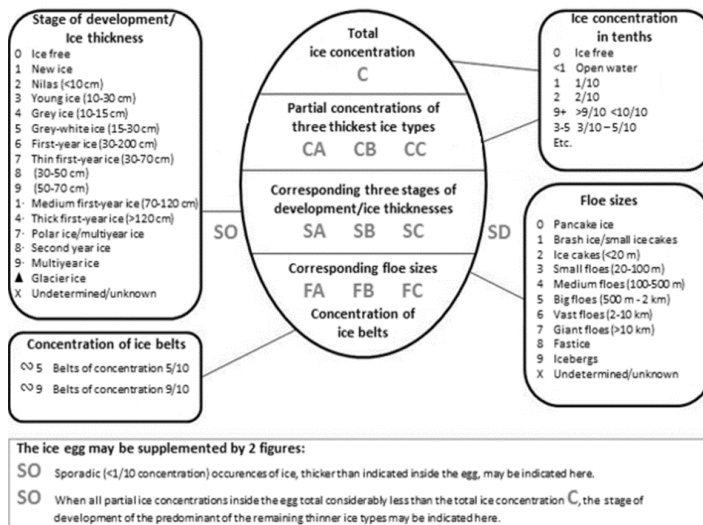 Stage of development/
Ice thickness
0 Ice free
1 New ice
2 Nilas (<10 cm)
3 Young ice (10-30 cm)
4 Grey ice (10-15 cm)
5 Grey-white ice (15-30 cm)
6 First-year ice (30-200 cm)
7 Thin first-year ice (30-70 cm)
8 (30-50 cm)
9 (50-70 cm)
1· Medium first-year ice (70-120 cm)
4· Thick first-year ice (>120cm)
7· Polar ice/multiyear ice
8· Second year ice
9· Multiyear ice
▲ Glacier ice
X Undetermined/unknown
Concentration of ice belts
∾ 5 Belts of concentration 5/10
∾ 9 Belts of concentration 9/10
SO
Total
ice concentration
C
Partial concentrations of
three thickest ice types
CA CB CC
Corresponding three stages of
development/ice thicknesses
SA SB SC
Corresponding floe sizes
FA FB FC
Concentration of
ice belts
SD
Ice concentration
in tenths
0 Ice free
<1 Open water
1 1/10
2 2/10
9+ >9/10 <10/10
3-5 3/10 – 5/10
Etc.
Floe sizes
0 Pancake ice
1 Brash ice/small ice cakes
2 Ice cakes (<20 m)
3 Small floes (20-100 m)
4 Medium floes (100-500 m)
5 Big floes (500 m - 2 km)
6 Vast floes (2-10 km)
7 Giant floes (>10 km)
8 Fastice
9 Icebergs
X Undetermined/unknown
The ice egg may be supplemented by 2 figures:
SO Sporadic (<1/10 concentration) occurences of ice, thicker than indicated inside the egg, may be indicated here.
SO When all partial ice concentrations inside the egg total considerably less than the total ice concentration C, the stage of
development of the predominant of the remaining thinner ice types may be indicated here.